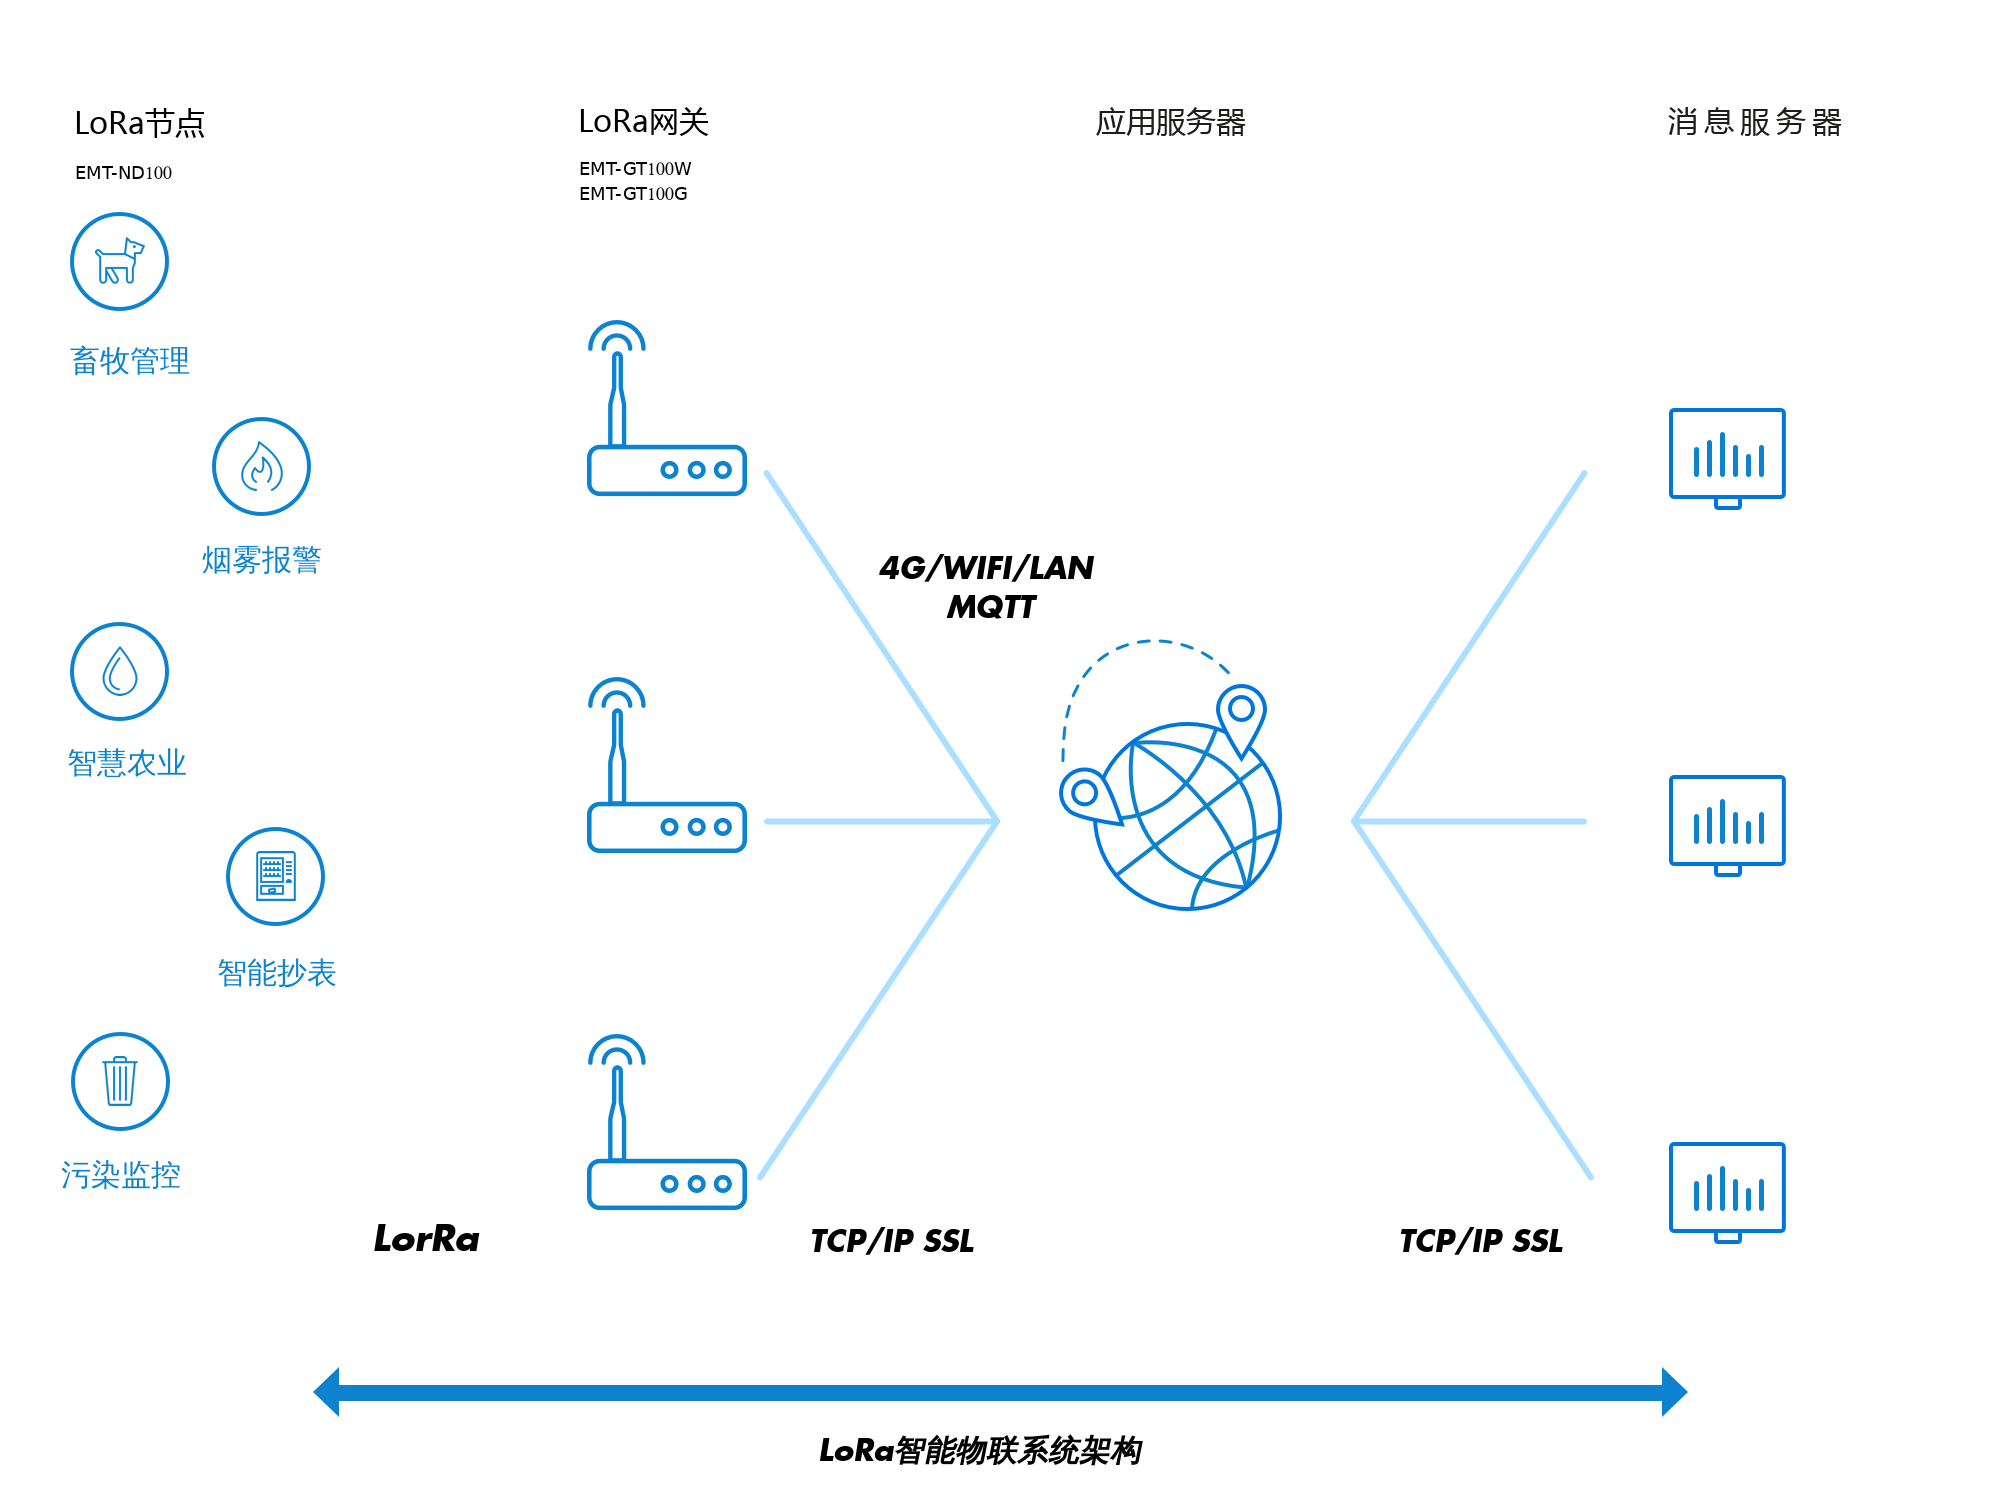 LoRa节点
EMT-ND100
LoRa网关
EMT-GT100W
EMT-GT100G
应用服务器
消息服务器
畜牧管理
烟雾报警
智慧农业
智能抄表
污染监控
4G/WIFI/LAN
MQTT
LorRa
TCP/IP SSL
TCP/IP SSL
LoRa智能物联系统架构